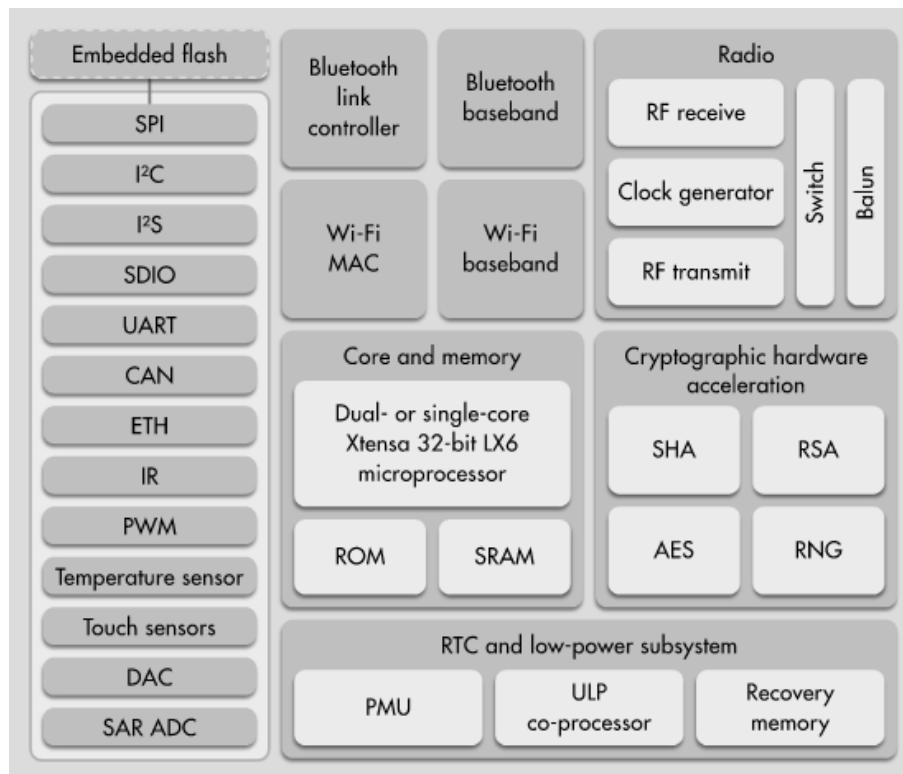 Embedded flash
SPI
I²C
I²S
SDIO
UART
CAN
ETH
IR
PWM
Temperature sensor
Touch sensors
DAC
SAR ADC
Bluetooth
link
controller
Bluetooth
baseband
Wi-Fi
MAC
Wi-Fi
baseband
Radio
RF receive
Clock generator
RF transmit
Switch
Balun
Core and memory
Dual- or single-core
Xtensa 32-bit LX6
microprocessor
ROM
SRAM
Cryptographic hardware
acceleration
SHA
RSA
AES
RNG
RTC and low-power subsystem
PMU
ULP
co-processor
Recovery
memory